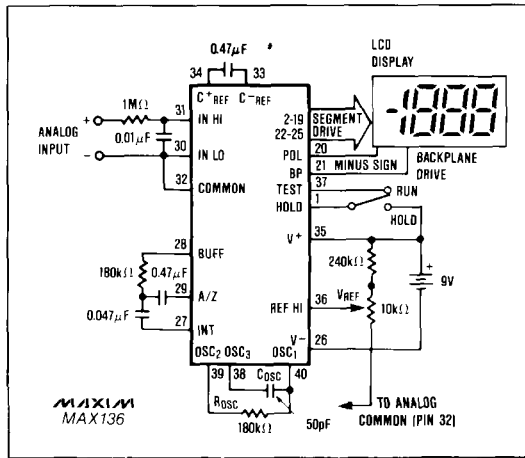 0.47µF
34 33
C+REF C-REF
LCD
DISPLAY
-1888
1MΩ
31
IN HI
+
ANALOG
INPUT
-
0.01µF
30
IN LO
32
COMMON
2-19
22-25
SEGMENT
DRIVE
20
POL
MINUS SIGN
21
BP
BACKPLANE
DRIVE
37
TEST
RUN
1
HOLD
HOLD
35
V+
28
BUFF
180kΩ
0.47µF
29
A/Z
0.047µF
27
INT
240kΩ
+
9V
36
REF HI
VREF
10kΩ
V-
26
OSC2 OSC3 OSC1
39 38 40
COSC
ROSC
180kΩ
50pF
TO ANALOG
COMMON (PIN 32)
MAXIM
MAX136